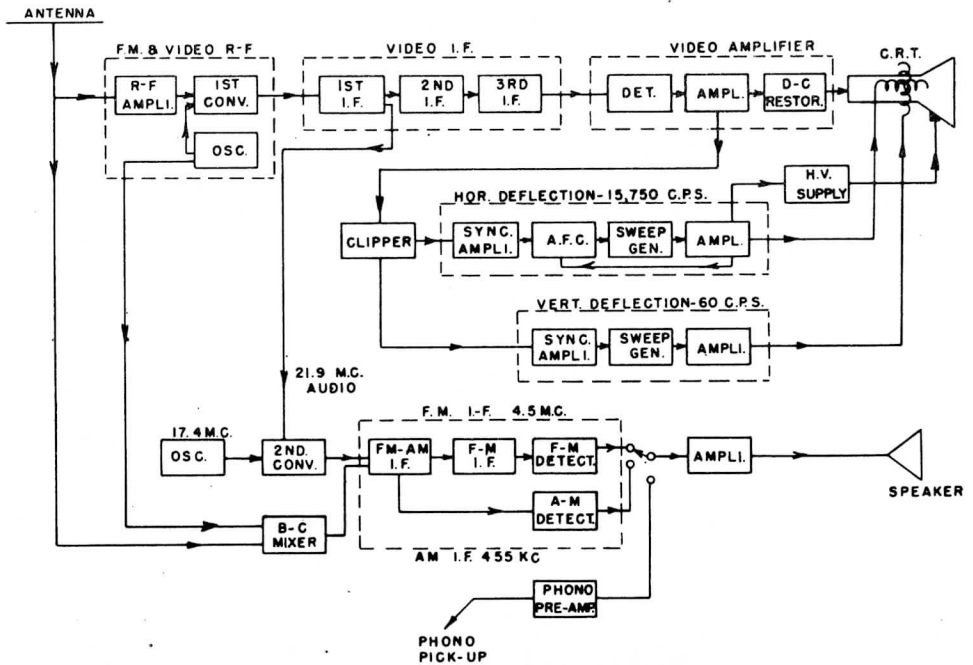 ANTENNA
F.M. & VIDEO R-F
R-F
AMPLI.
1ST
CONV.
OSC.
VIDEO I.F.
1ST
I.F.
2ND
I.F.
3RD
I.F.
VIDEO AMPLIFIER
DET.
AMPL.
D-C
RESTOR.
C.R.T.
H.V.
SUPPLY
HOR. DEFLECTION-15,750 C.P.S.
CLIPPER
SYNC.
AMPLI.
A.F.C.
SWEEP
GEN.
AMPL.
VERT. DEFLECTION-60 C.P.S.
SYNC.
AMPLI.
SWEEP
GEN.
AMPLI.
21.9 M.C.
AUDIO
F.M. I-F. 4.5 M.C.
17.4 M.C.
OSC.
2ND.
CONV.
FM-AM
I.F.
F-M
I.F.
F-M
DETECT.
A-M
DETECT.
AMPLI.
SPEAKER
B-C
MIXER
AM I.F. 455 KC
PHONO
PRE-AMP.
PHONO
PICK-UP